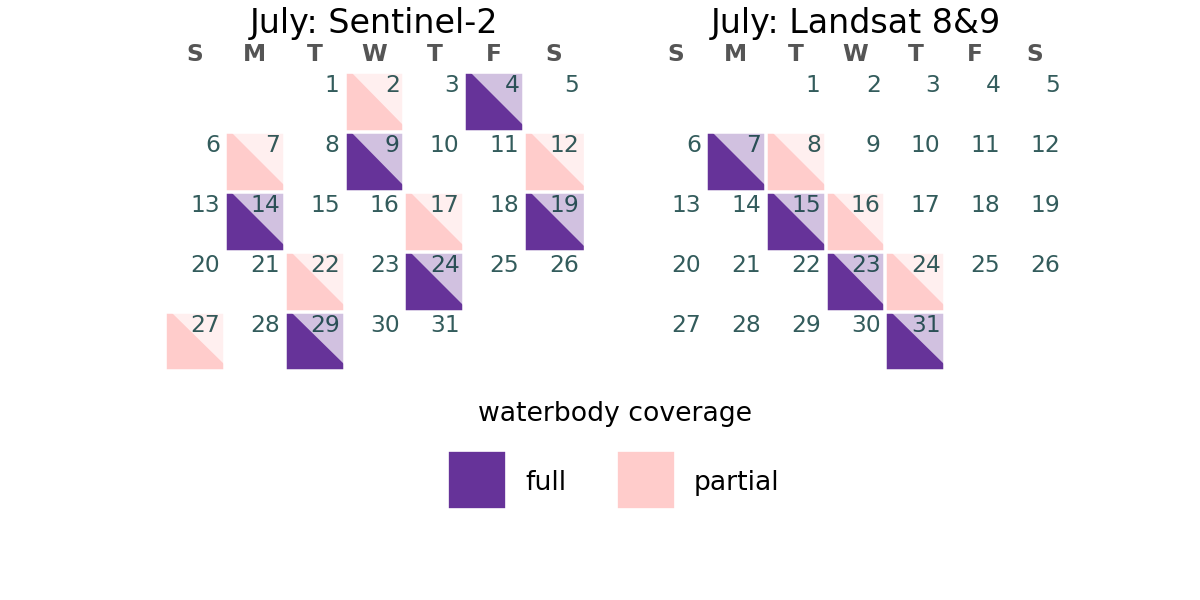 July: Sentinel-2
S M T W T F S
1 2 3 4 5
6 7 8 9 10 11 12
13 14 15 16 17 18 19
20 21 22 23 24 25 26
27 28 29 30 31
July: Landsat 8&9
S M T W T F S
1 2 3 4 5
6 7 8 9 10 11 12
13 14 15 16 17 18 19
20 21 22 23 24 25 26
27 28 29 30 31
waterbody coverage
full
partial